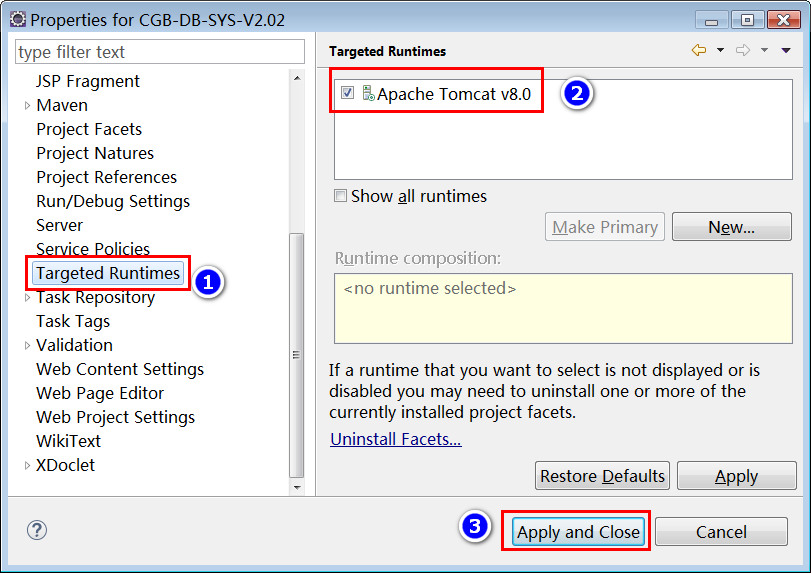 Properties for CGB-DB-SYS-V2.02
type filter text
JSP Fragment
Maven
Project Facets
Project Natures
Project References
Run/Debug Settings
Server
Service Policies
Targeted Runtimes
1
Task Repository
Task Tags
Validation
Web Content Settings
Web Page Editor
Web Project Settings
WikiText
XDoclet
Targeted Runtimes
Apache Tomcat v8.0
2
Show all runtimes
Make Primary
New...
Runtime composition:
<no runtime selected>
If a runtime that you want to select is not displayed or is
disabled you may need to uninstall one or more of the
currently installed project facets.
Uninstall Facets...
Restore Defaults
Apply
?
3
Apply and Close
Cancel